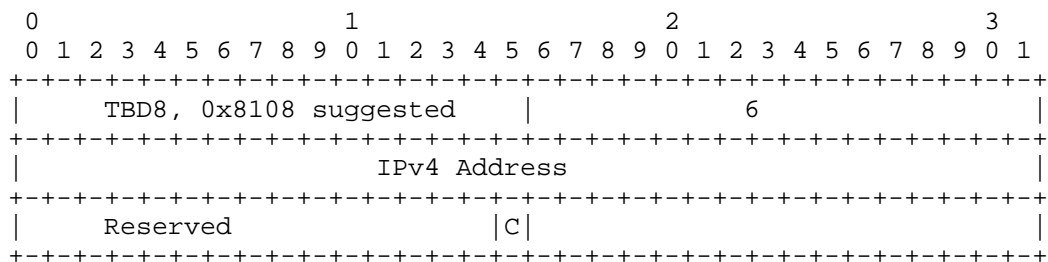 0                   1                   2                   3
 0 1 2 3 4 5 6 7 8 9 0 1 2 3 4 5 6 7 8 9 0 1 2 3 4 5 6 7 8 9 0 1
+-+-+-+-+-+-+-+-+-+-+-+-+-+-+-+-+-+-+-+-+-+-+-+-+-+-+-+-+-+-+-+
|     TBD8, 0x8108 suggested    |             6                 |
+-+-+-+-+-+-+-+-+-+-+-+-+-+-+-+-+-+-+-+-+-+-+-+-+-+-+-+-+-+-+-+
|                      IPv4 Address                             |
+-+-+-+-+-+-+-+-+-+-+-+-+-+-+-+-+-+-+-+-+-+-+-+-+-+-+-+-+-+-+-+
|     Reserved                |C|                               |
+-+-+-+-+-+-+-+-+-+-+-+-+-+-+-+-+-+-+-+-+-+-+-+-+-+-+-+-+-+-+-+